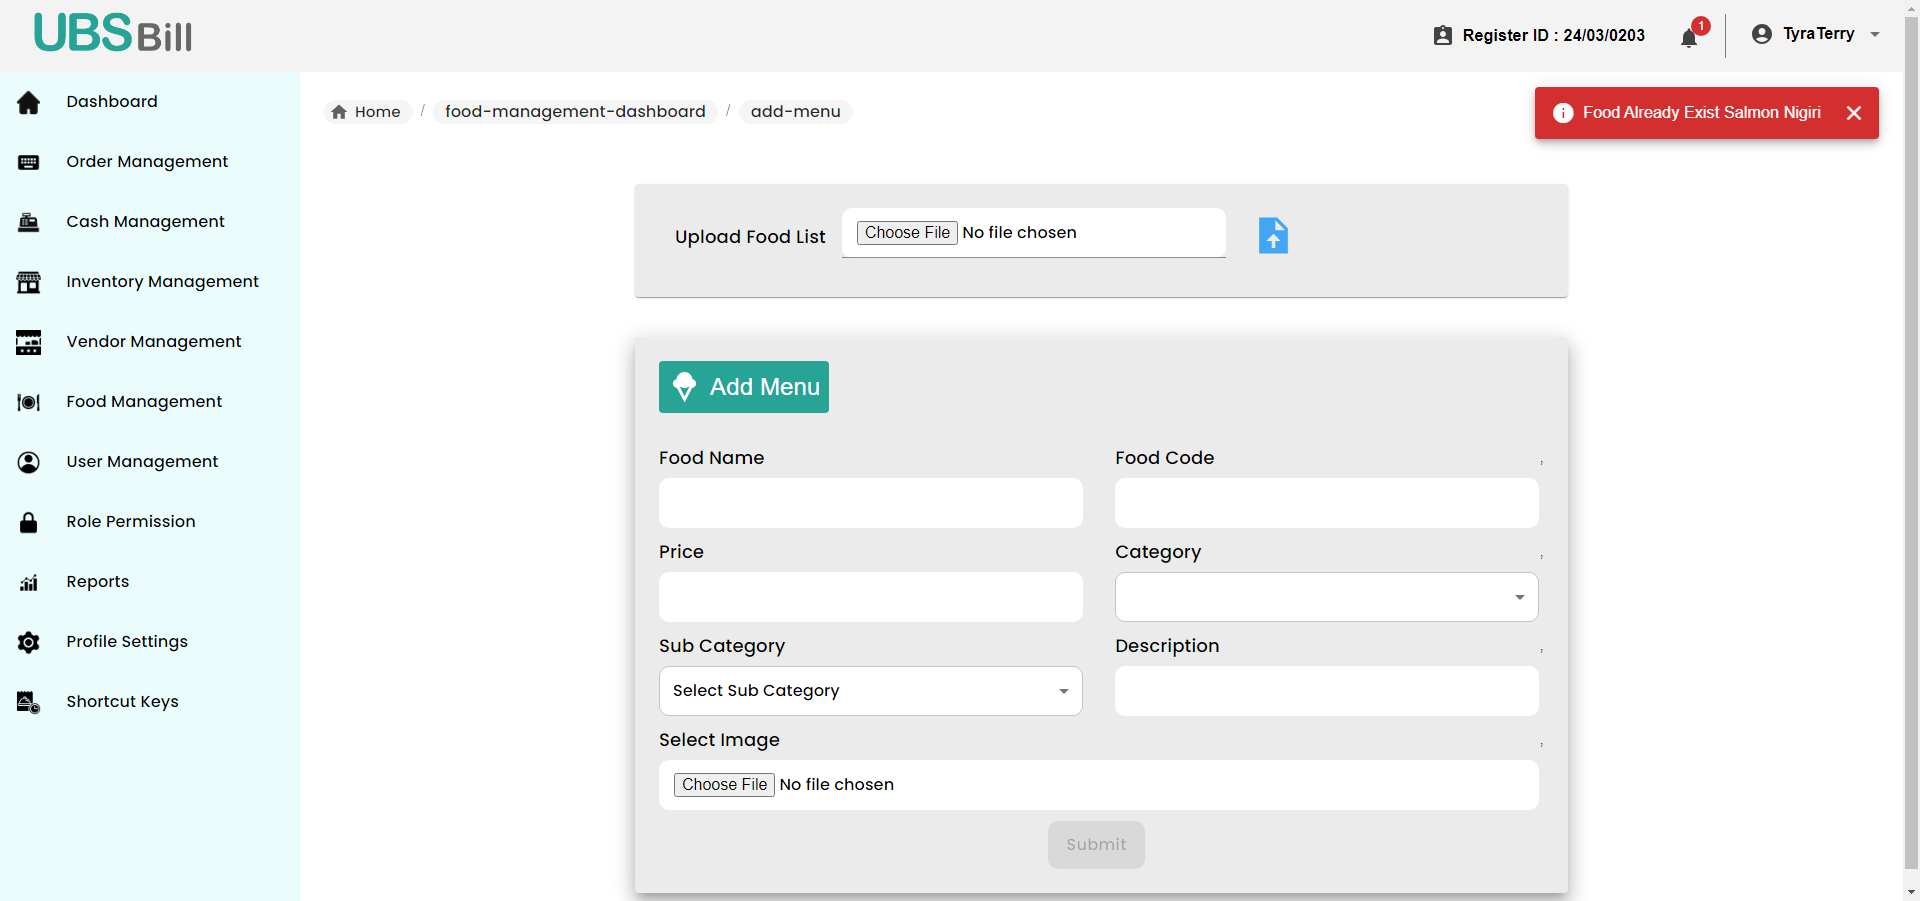 UBS Bill
Register ID : 24/03/0203
1
TyraTerry
Dashboard
Order Management
Cash Management
Inventory Management
Vendor Management
Food Management
User Management
Role Permission
Reports
Profile Settings
Shortcut Keys
Home / food-management-dashboard / add-menu
Food Already Exist Salmon Nigiri
Upload Food List
Choose File No file chosen
Add Menu
Food Name
Food Code
,
Price
Category
,
Sub Category
Select Sub Category
Description
,
Select Image
,
Choose File No file chosen
Submit